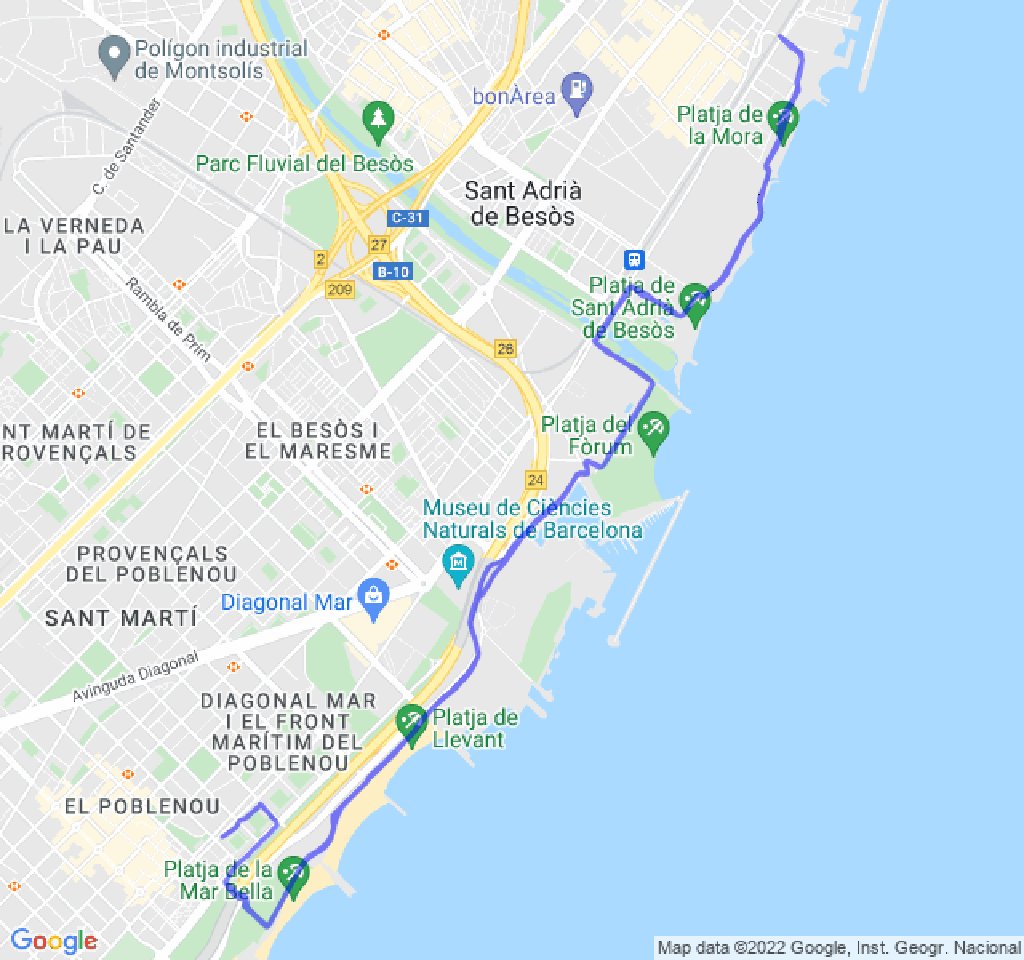 Polígon industrial
de Montsolís
bonÀrea
Platja de
la Mora
C. de Santander
Parc Fluvial del Besòs
Sant Adrià
de Besòs
C-31
LA VERNEDA
I LA PAU
27
2
B-10
209
Rambla de Prim
Platja de
Sant Adrià
de Besòs
26
NT MARTÍ DE
ROVENÇALS
EL BESÒS I
EL MARESME
Platja del
Fòrum
24
Museu de Ciències
Naturals de Barcelona
PROVENÇALS
DEL POBLENOU
SANT MARTÍ
Diagonal Mar
Avinguda Diagonal
DIAGONAL MAR
I EL FRONT
MARÍTIM DEL
POBLENOU
Platja de
Llevant
EL POBLENOU
Platja de la
Mar Bella
Google
Map data ©2022 Google, Inst. Geogr. Nacional